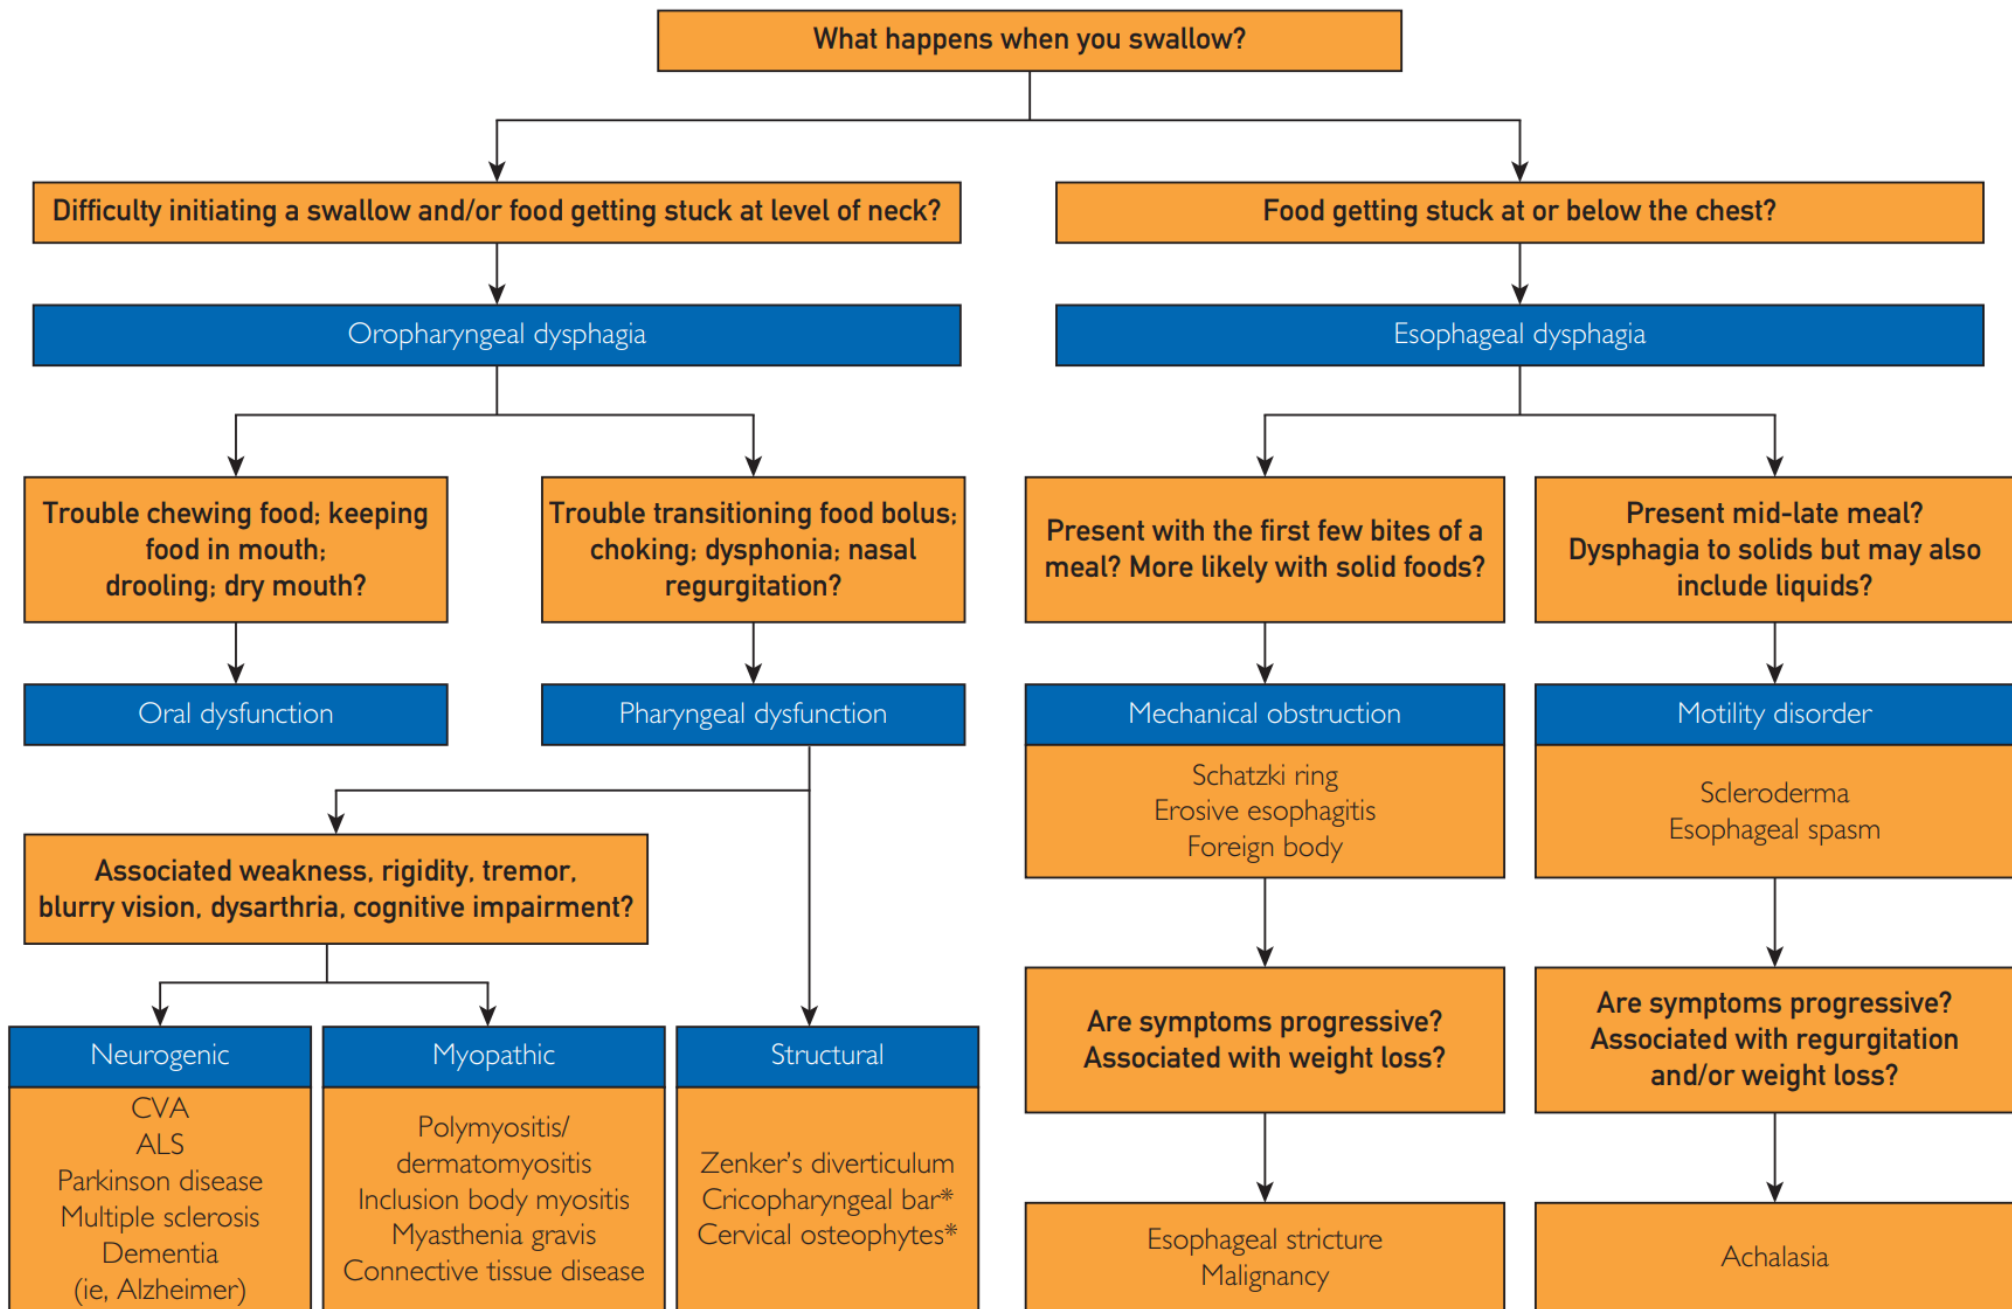 What happens when you swallow?
Difficulty initiating a swallow and/or food getting stuck at level of neck?
Food getting stuck at or below the chest?
Oropharyngeal dysphagia
Esophageal dysphagia
Trouble chewing food; keeping
food in mouth;
drooling; dry mouth?
Trouble transitioning food bolus;
choking; dysphonia; nasal
regurgitation?
Present with the first few bites of a
meal? More likely with solid foods?
Present mid-late meal?
Dysphagia to solids but may also
include liquids?
Oral dysfunction
Pharyngeal dysfunction
Mechanical obstruction
Schatzki ring
Erosive esophagitis
Foreign body
Motility disorder
Scleroderma
Esophageal spasm
Associated weakness, rigidity, tremor,
blurry vision, dysarthria, cognitive impairment?
Are symptoms progressive?
Associated with weight loss?
Are symptoms progressive?
Associated with regurgitation
and/or weight loss?
Neurogenic
CVA
ALS
Parkinson disease
Multiple sclerosis
Dementia
(ie, Alzheimer)
Myopathic
Polymyositis/
dermatomyositis
Inclusion body myositis
Myasthenia gravis
Connective tissue disease
Structural
Zenker's diverticulum
Cricopharyngeal bar*
Cervical osteophytes*
Esophageal stricture
Malignancy
Achalasia